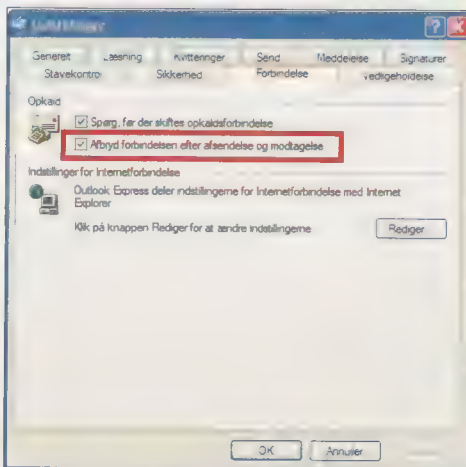 Generelt Læsning Kvitteringer Send Meddelelse Signaturer
Stavekontrol Sikkerhed Forbindelse Vedligeholdelse
Opkald
Spørg, før der skiftes opkaldsforbindelse
Afbryd forbindelsen efter afsendelse og modtagelse
Indstillinger for Internetforbindelse
Outlook Express deler indstillingerne for Internetforbindelse med Internet
Explorer
Klik på knappen Rediger for at ændre indstillingerne
Rediger
OK Annuller